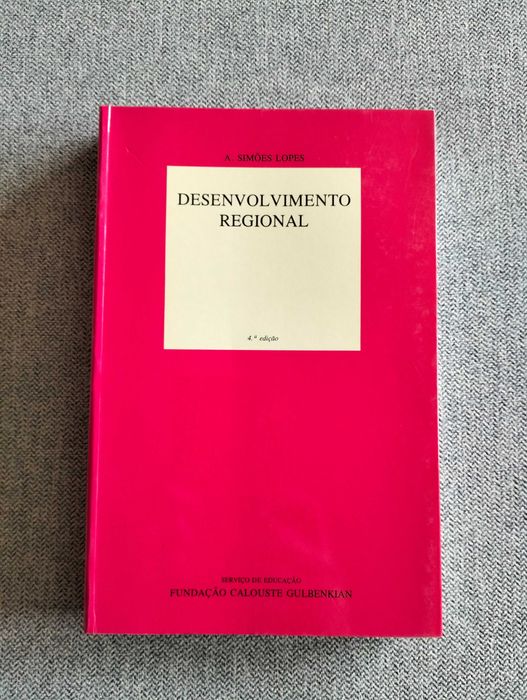 A. SIMÕES LOPES
DESENVOLVIMENTO
REGIONAL
4.ª edição
SERVIÇO DE EDUCAÇÃO
FUNDAÇÃO CALOUSTE GULBENKIAN